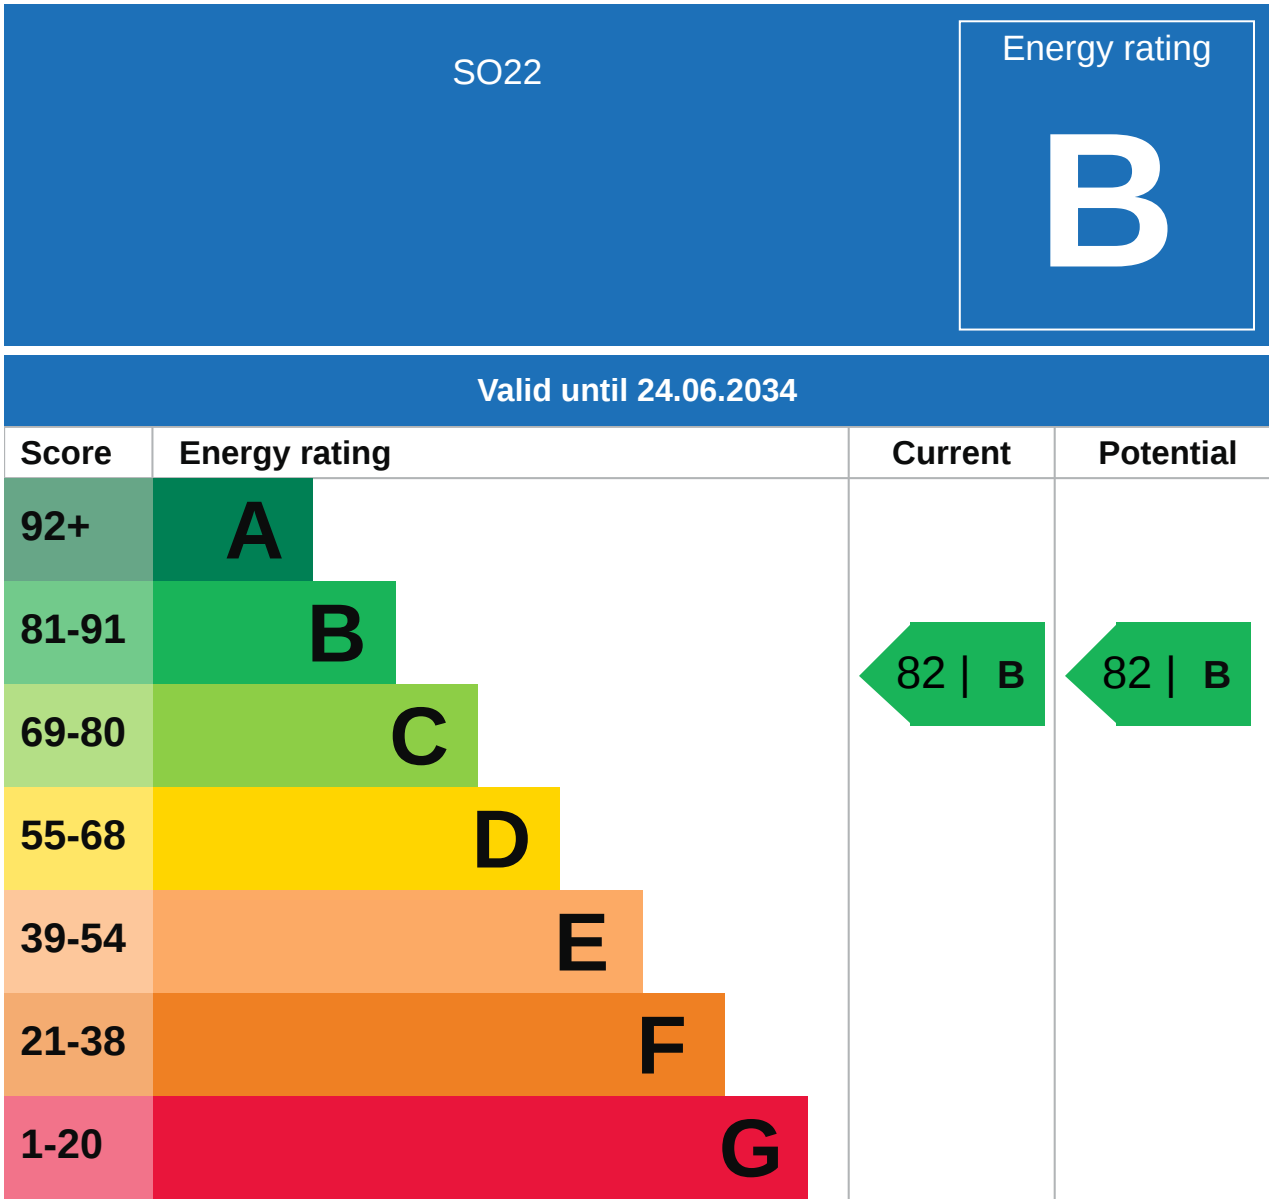 SO22
Energy rating
B
Valid until 24.06.2034
Score Energy rating Current Potential
92+ A
81-91 B
82 | B 82 | B
69-80 C
55-68 D
39-54 E
21-38 F
1-20 G